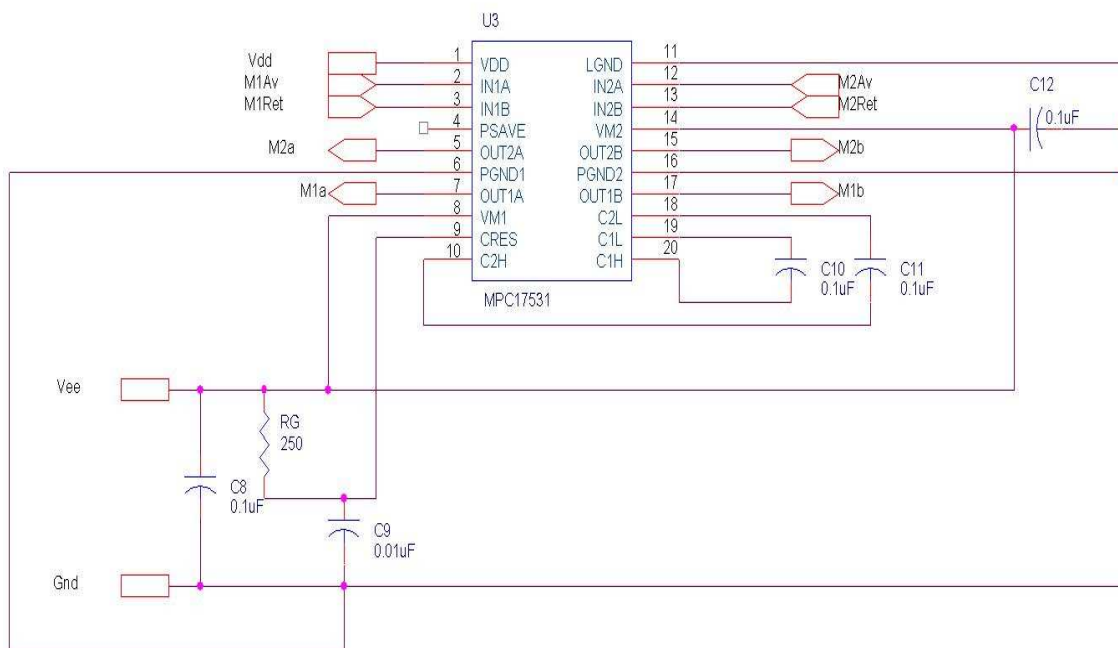 U3
Vdd
M1Av
M1Ret
M2a
M1a
1
2
3
4
5
6
7
8
9
10
VDD
IN1A
IN1B
PSAVE
OUT2A
PGND1
OUT1A
VM1
CRES
C2H
LGND
IN2A
IN2B
VM2
OUT2B
PGND2
OUT1B
C2L
C1L
C1H
11
12
13
14
15
16
17
18
19
20
M2Av
M2Ret
M2b
M1b
C12
0.1uF
MPC17531
C10
0.1uF
C11
0.1uF
Vee
RG
250
C8
0.1uF
C9
0.01uF
Gnd